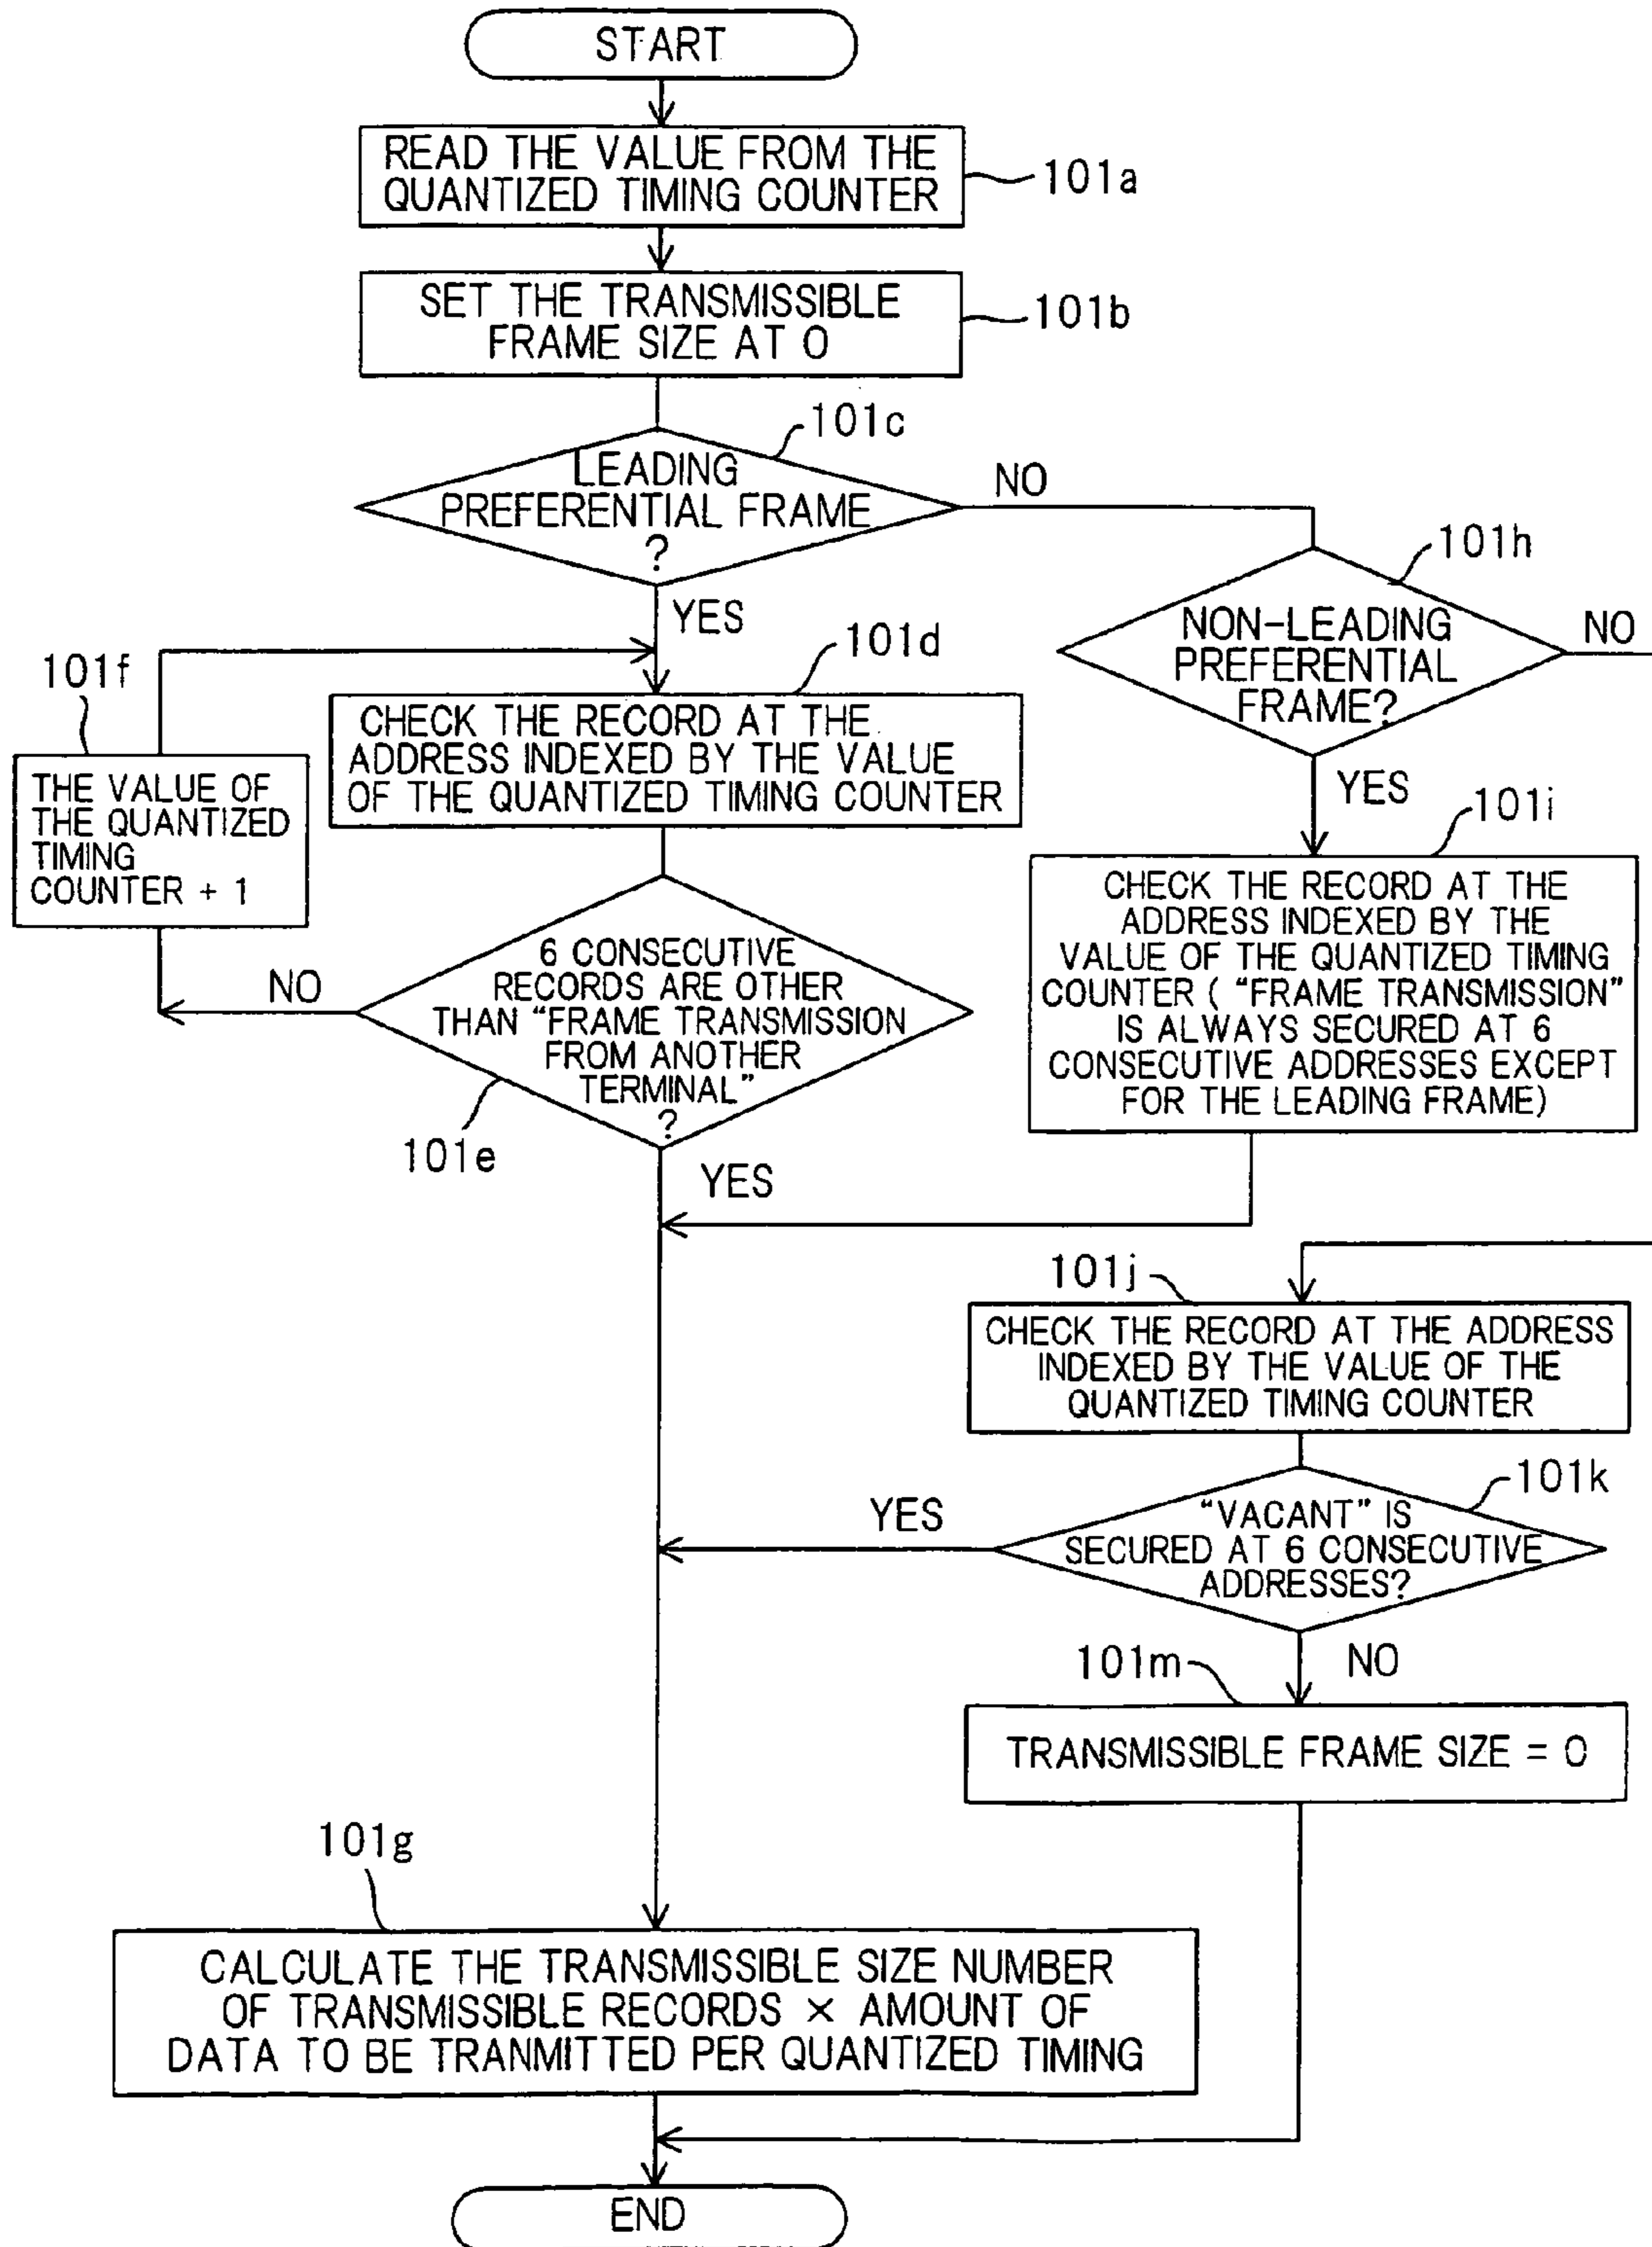 START
READ THE VALUE FROM THE
QUANTIZED TIMING COUNTER
101a
SET THE TRANSMISSIBLE
FRAME SIZE AT 0
101b
101c
LEADING
PREFERENTIAL FRAME
?
NO
YES
101h
NON-LEADING
PREFERENTIAL
FRAME?
NO
YES
101d
CHECK THE RECORD AT THE
ADDRESS INDEXED BY THE VALUE
OF THE QUANTIZED TIMING COUNTER
101f
THE VALUE OF
THE QUANTIZED
TIMING
COUNTER + 1
6 CONSECUTIVE
RECORDS ARE OTHER
THAN “FRAME TRANSMISSION
FROM ANOTHER
TERMINAL”
?
NO
101e
YES
101i
CHECK THE RECORD AT THE
ADDRESS INDEXED BY THE
VALUE OF THE QUANTIZED TIMING
COUNTER ( “FRAME TRANSMISSION”
IS ALWAYS SECURED AT 6
CONSECUTIVE ADDRESSES EXCEPT
FOR THE LEADING FRAME)
101j
CHECK THE RECORD AT THE ADDRESS
INDEXED BY THE VALUE OF THE
QUANTIZED TIMING COUNTER
101k
“VACANT” IS
SECURED AT 6 CONSECUTIVE
ADDRESSES?
YES
NO
101m
TRANSMISSIBLE FRAME SIZE = 0
101g
CALCULATE THE TRANSMISSIBLE SIZE NUMBER
OF TRANSMISSIBLE RECORDS × AMOUNT OF
DATA TO BE TRANMITTED PER QUANTIZED TIMING
END